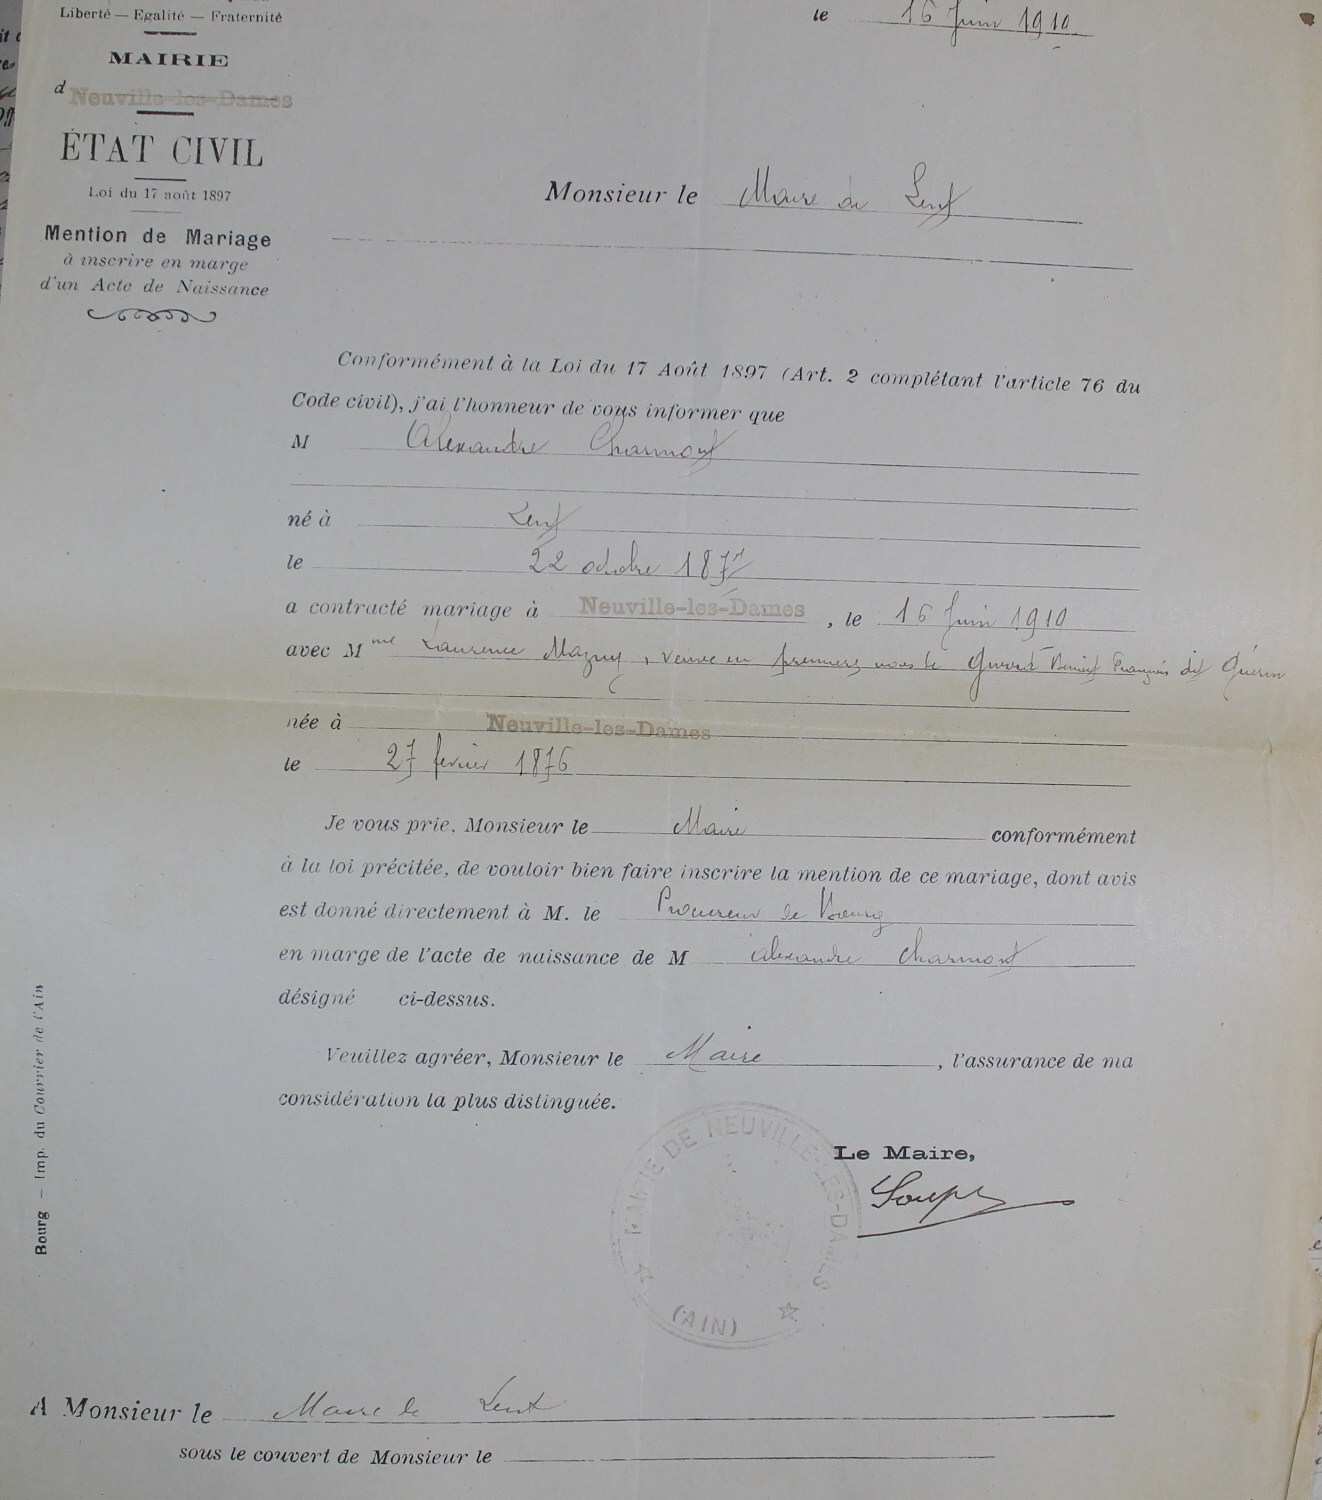 Liberté — Egalité — Fraternité
le 16 Juin 1910
MAIRIE
d Neuville-les-Dames
ÉTAT CIVIL
Loi du 17 août 1897
Monsieur le Maire de Lent
Mention de Mariage
à inscrire en marge
d'un Acte de Naissance
Conformément à la Loi du 17 Août 1897 (Art. 2 complétant l'article 76 du
Code civil), j'ai l'honneur de vous informer que
M Alexandre Charmont
né à Lent
le 22 octobre 187
a contracté mariage à Neuville-les-Dames, le 16 Juin 1910
avec Mme Laurence Mazuy, veuve en premières noces de Benoit François dit Guérin
née à Neuville-les-Dames
le 27 février 1876
Je vous prie, Monsieur le Maire conformément
à la loi précitée, de vouloir bien faire inscrire la mention de ce mariage, dont avis
est donné directement à M. le Procureur de Bourg
en marge de l'acte de naissance de M Alexandre Charmont
désigné ci-dessus.
Veuillez agréer, Monsieur le Maire, l'assurance de ma
considération la plus distinguée.
Le Maire,
MAIRIE DE NEUVILLE-LES-DAMES
(AIN)
Bourg — Imp. du Courrier de l'Ain
A Monsieur le Maire de Lent
sous le couvert de Monsieur le